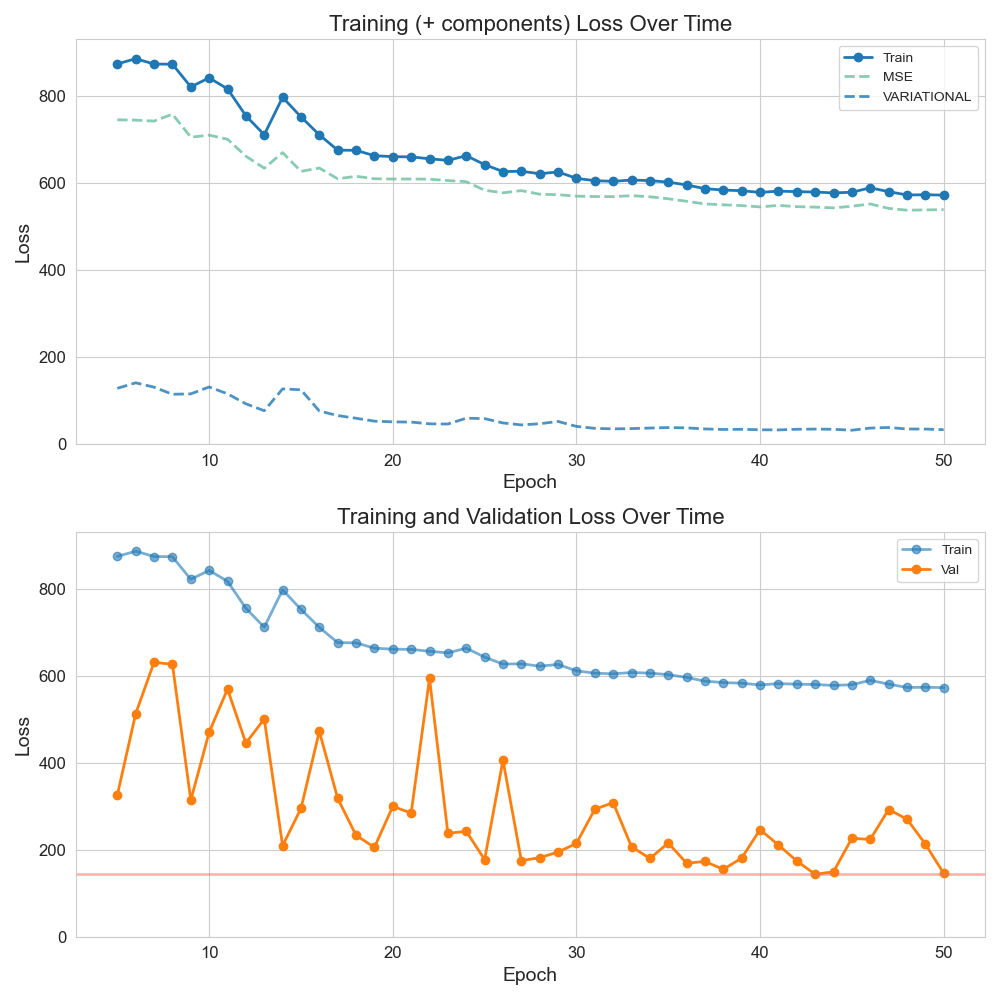 Training (+ components) Loss Over Time
Train
MSE
VARIATIONAL
800
600
400
200
0
Loss
10 20 30 40 50
Epoch
Training and Validation Loss Over Time
Train
Val
800
600
400
200
0
Loss
10 20 30 40 50
Epoch